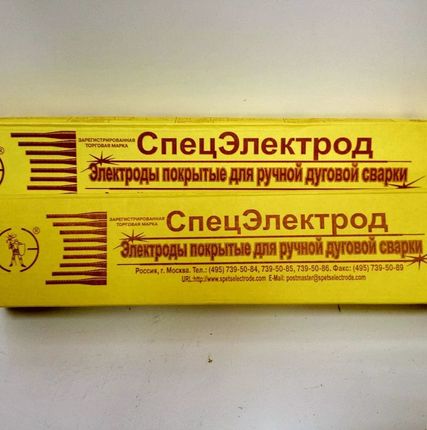 ЗАРЕГИСТРИРОВАННАЯ
ТОРГОВАЯ МАРКА
СпецЭлектрод
Электроды покрытые для ручной дуговой сварки
®
ЗАРЕГИСТРИРОВАННАЯ
ТОРГОВАЯ МАРКА
СпецЭлектрод
Электроды покрытые для ручной дуговой сварки
Россия, г. Москва. Тел.: (495) 739-50-84, 739-50-85, 739-50-86. Факс: (495) 739-50-89
URL:http://www.spetselectrode.com E-Mail: postmaster@spetselectrode.com